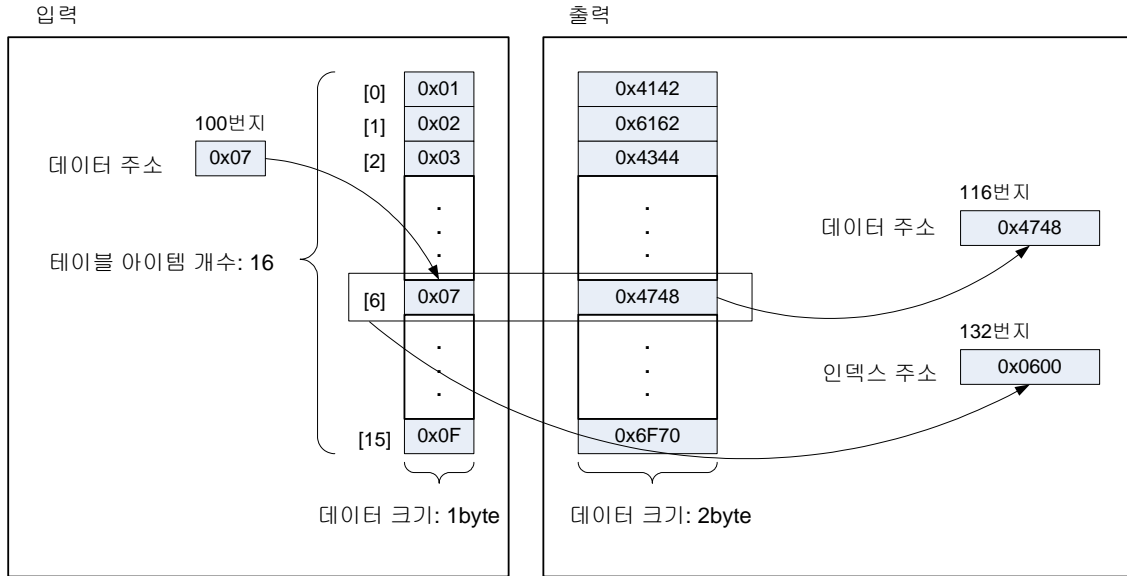 입력
출력
[0] 0x01 0x4142
[1] 0x02 0x6162
100번지
데이터 주소 0x07
[2] 0x03 0x4344
116번지
데이터 주소 0x4748
테이블 아이템 개수: 16
[6] 0x07 0x4748
132번지
인덱스 주소 0x0600
[15] 0x0F 0x6F70
데이터 크기: 1byte
데이터 크기: 2byte